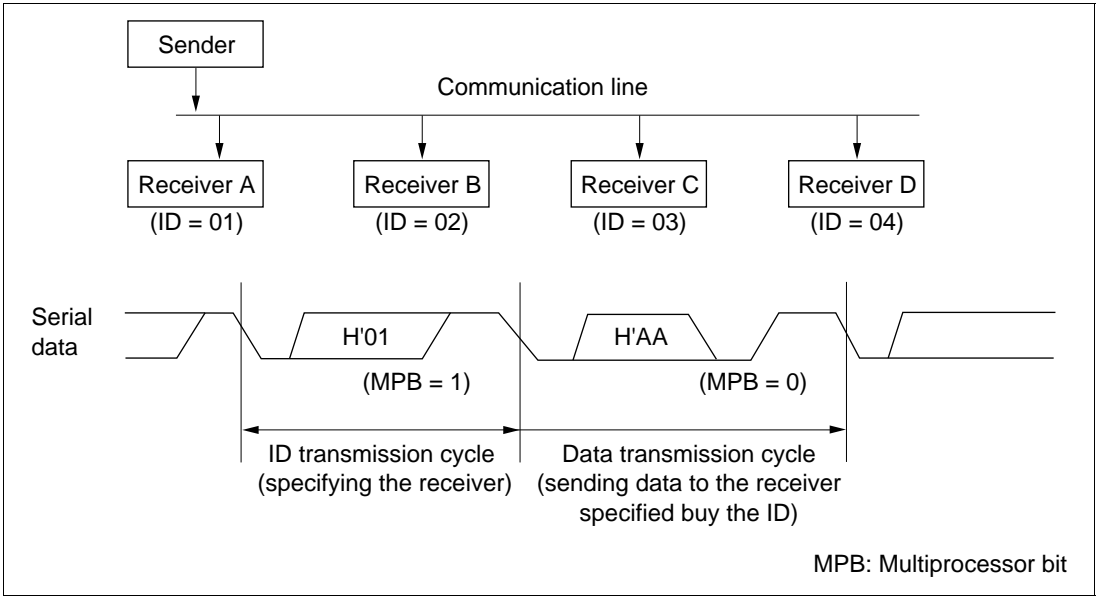 Sender
Communication line
Receiver A
Receiver B
Receiver C
Receiver D
(ID = 01)
(ID = 02)
(ID = 03)
(ID = 04)
Serial
data
H'01
H'AA
(MPB = 1)
(MPB = 0)
ID transmission cycle
(specifying the receiver)
Data transmission cycle
(sending data to the receiver
specified buy the ID)
MPB: Multiprocessor bit